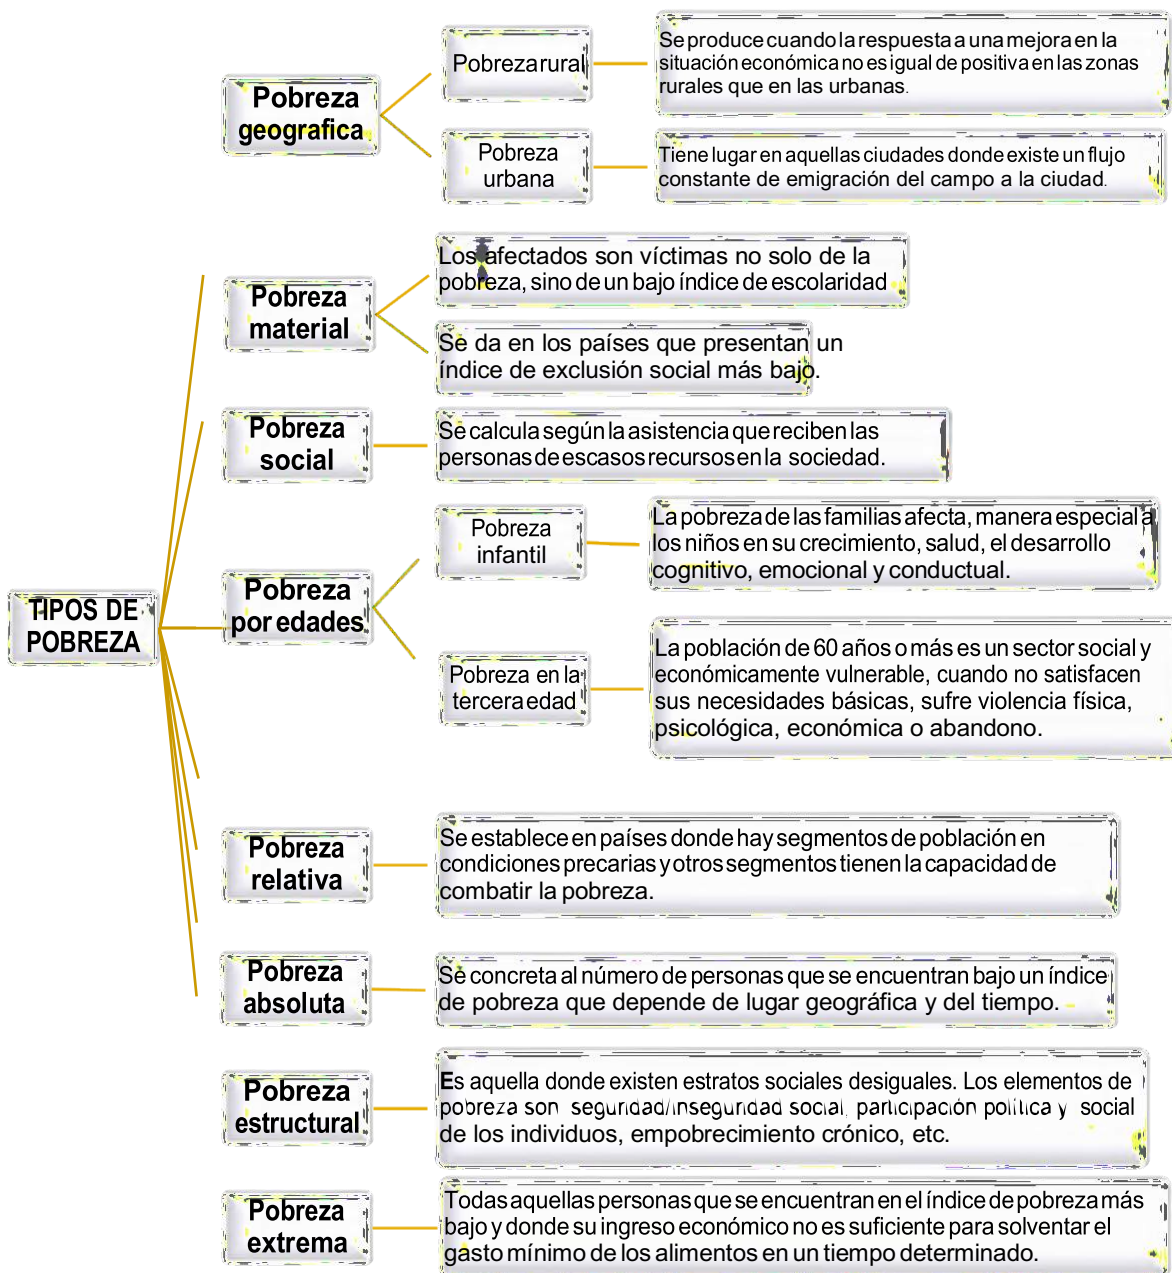 TIPOS DE
POBREZA
Pobreza
geografica
Pobreza rural
Se produce cuando la respuesta a una mejora en la
situación económica no es igual de positiva en las zonas
rurales que en las urbanas.
Pobreza
urbana
Tiene lugar en aquellas ciudades donde existe un flujo
constante de emigración del campo a la ciudad.
Pobreza
material
Los afectados son víctimas no solo de la
pobreza, sino de un bajo índice de escolaridad
Se da en los países que presentan un
índice de exclusión social más bajo.
Pobreza
social
Se calcula según la asistencia que reciben las
personas de escasos recursos en la sociedad.
Pobreza
por edades
Pobreza
infantil
La pobreza de las familias afecta, manera especial a
los niños en su crecimiento, salud, el desarrollo
cognitivo, emocional y conductual.
Pobreza en la
tercera edad
La población de 60 años o más es un sector social y
económicamente vulnerable, cuando no satisfacen
sus necesidades básicas, sufre violencia física,
psicológica, económica o abandono.
Pobreza
relativa
Se establece en países donde hay segmentos de población en
condiciones precarias y otros segmentos tienen la capacidad de
combatir la pobreza.
Pobreza
absoluta
Se concreta al número de personas que se encuentran bajo un índice
de pobreza que depende de lugar geográfica y del tiempo.
Pobreza
estructural
Es aquella donde existen estratos sociales desiguales. Los elementos de
pobreza son seguridad/inseguridad social, participación política y social
de los individuos, empobrecimiento crónico, etc.
Pobreza
extrema
Todas aquellas personas que se encuentran en el índice de pobreza más
bajo y donde su ingreso económico no es suficiente para solventar el
gasto mínimo de los alimentos en un tiempo determinado.